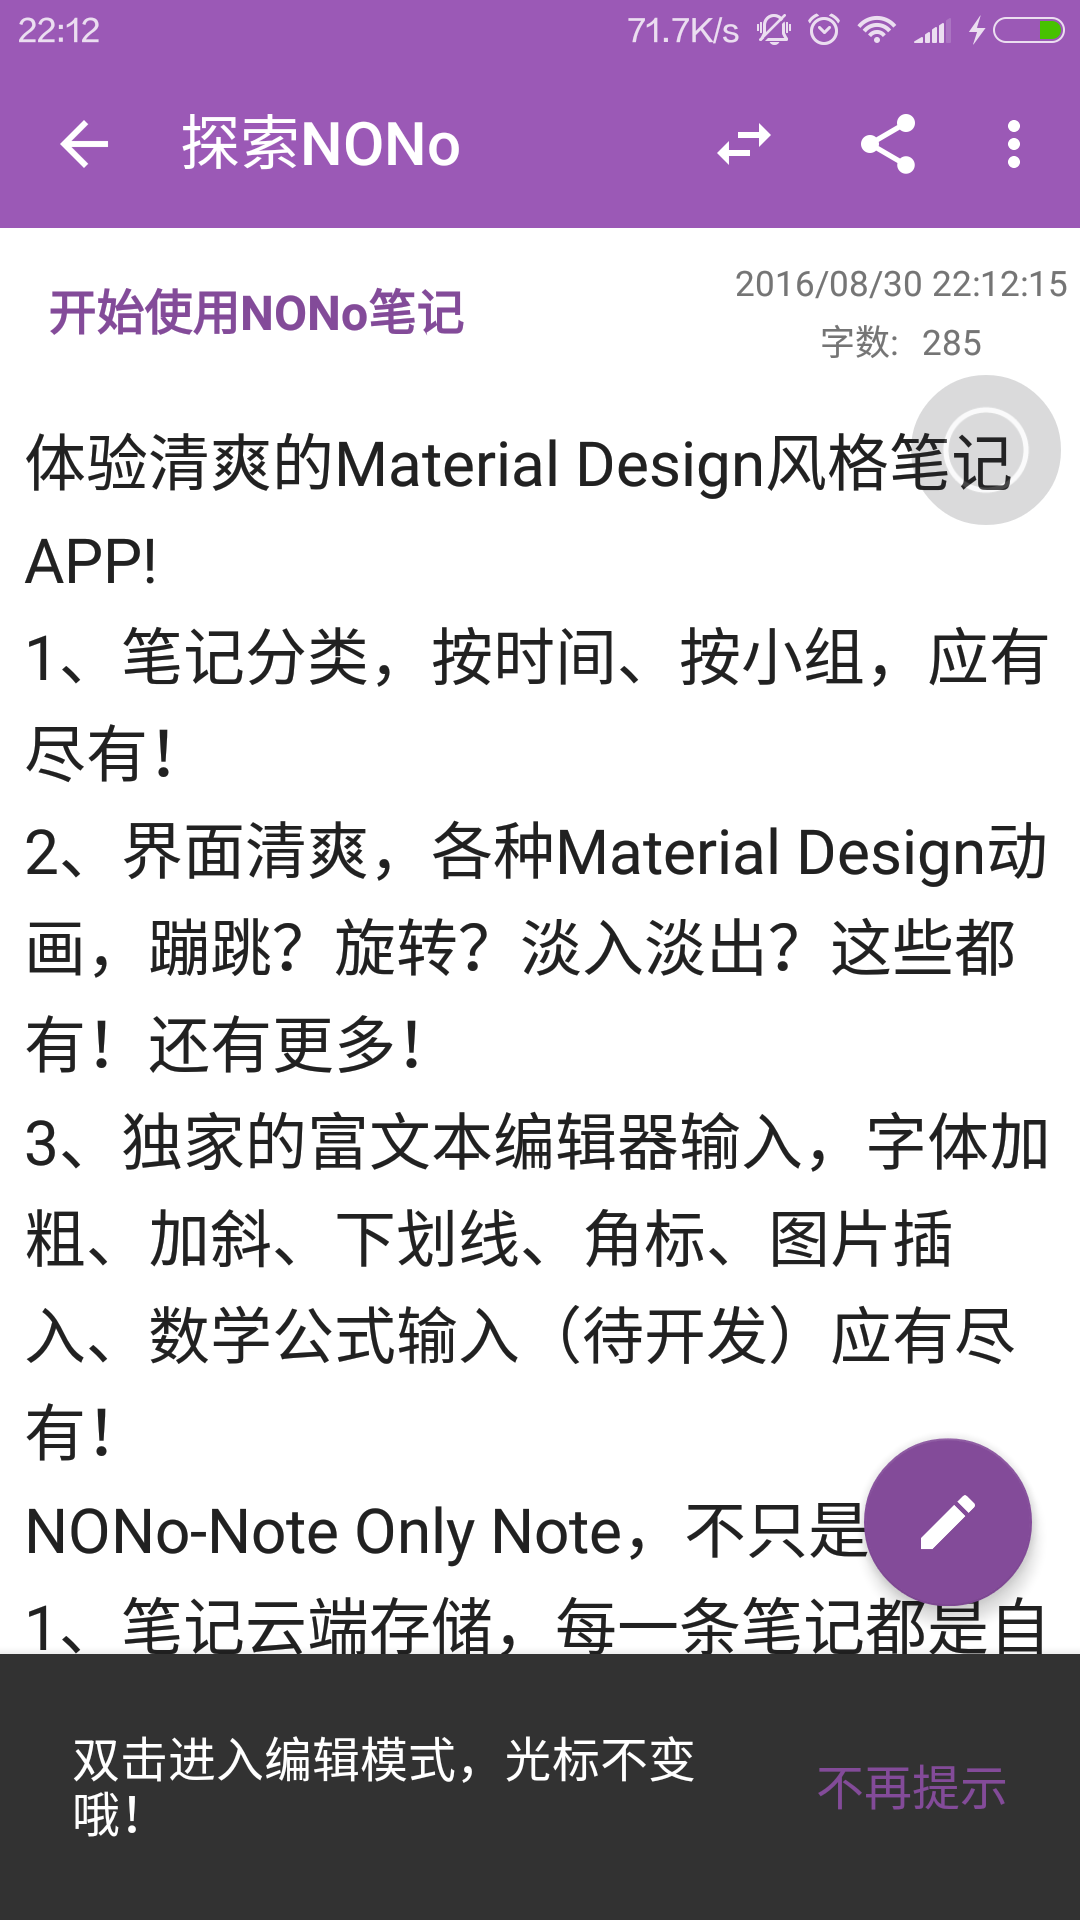 22:12
71.7K/s
探索NONo
开始使用NONo笔记
2016/08/30 22:12:15
字数: 285
体验清爽的Material Design风格笔记
APP!
1、笔记分类，按时间、按小组，应有
尽有！
2、界面清爽，各种Material Design动
画，蹦跳？旋转？淡入淡出？这些都
有！还有更多！
3、独家的富文本编辑器输入，字体加
粗、加斜、下划线、角标、图片插
入、数学公式输入（待开发）应有尽
有！
NONo-Note Only Note，不只是
1、笔记云端存储，每一条笔记都是自
双击进入编辑模式，光标不变
哦！
不再提示